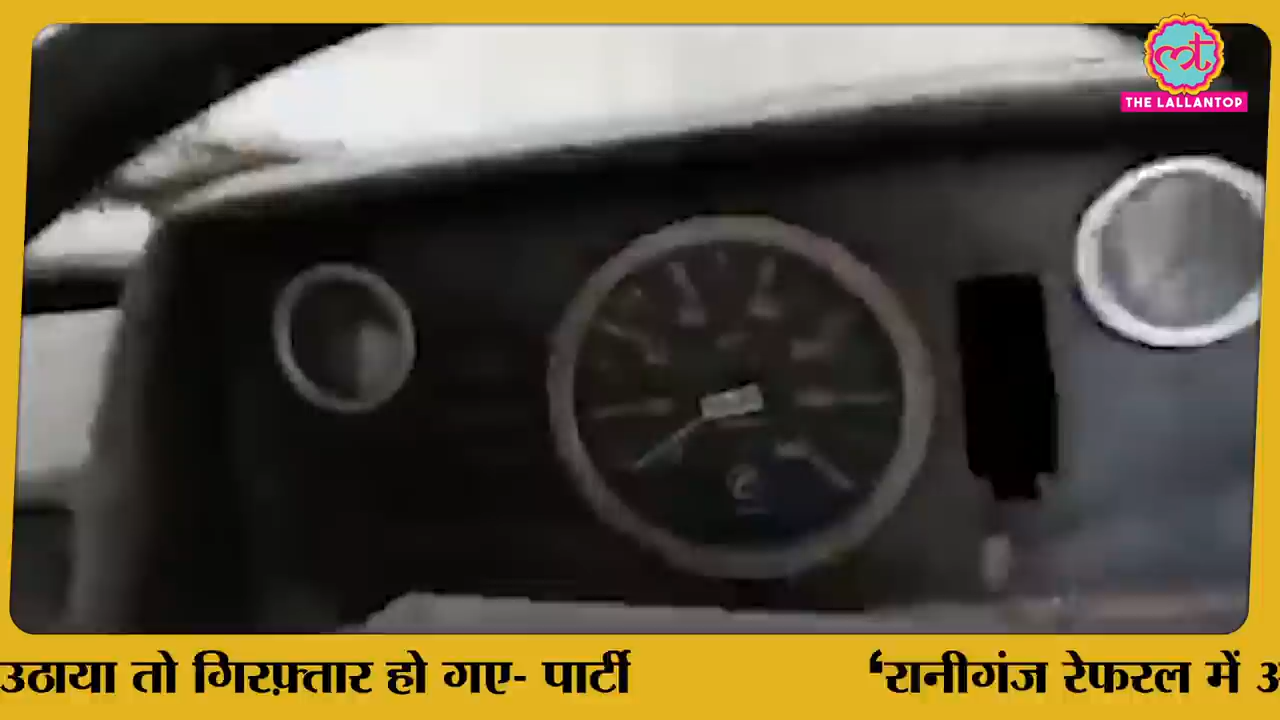 THE LALLANTOP
उठाया तो गिरफ़्तार हो गए- पार्टी ‘रानीगंज रेफरल में